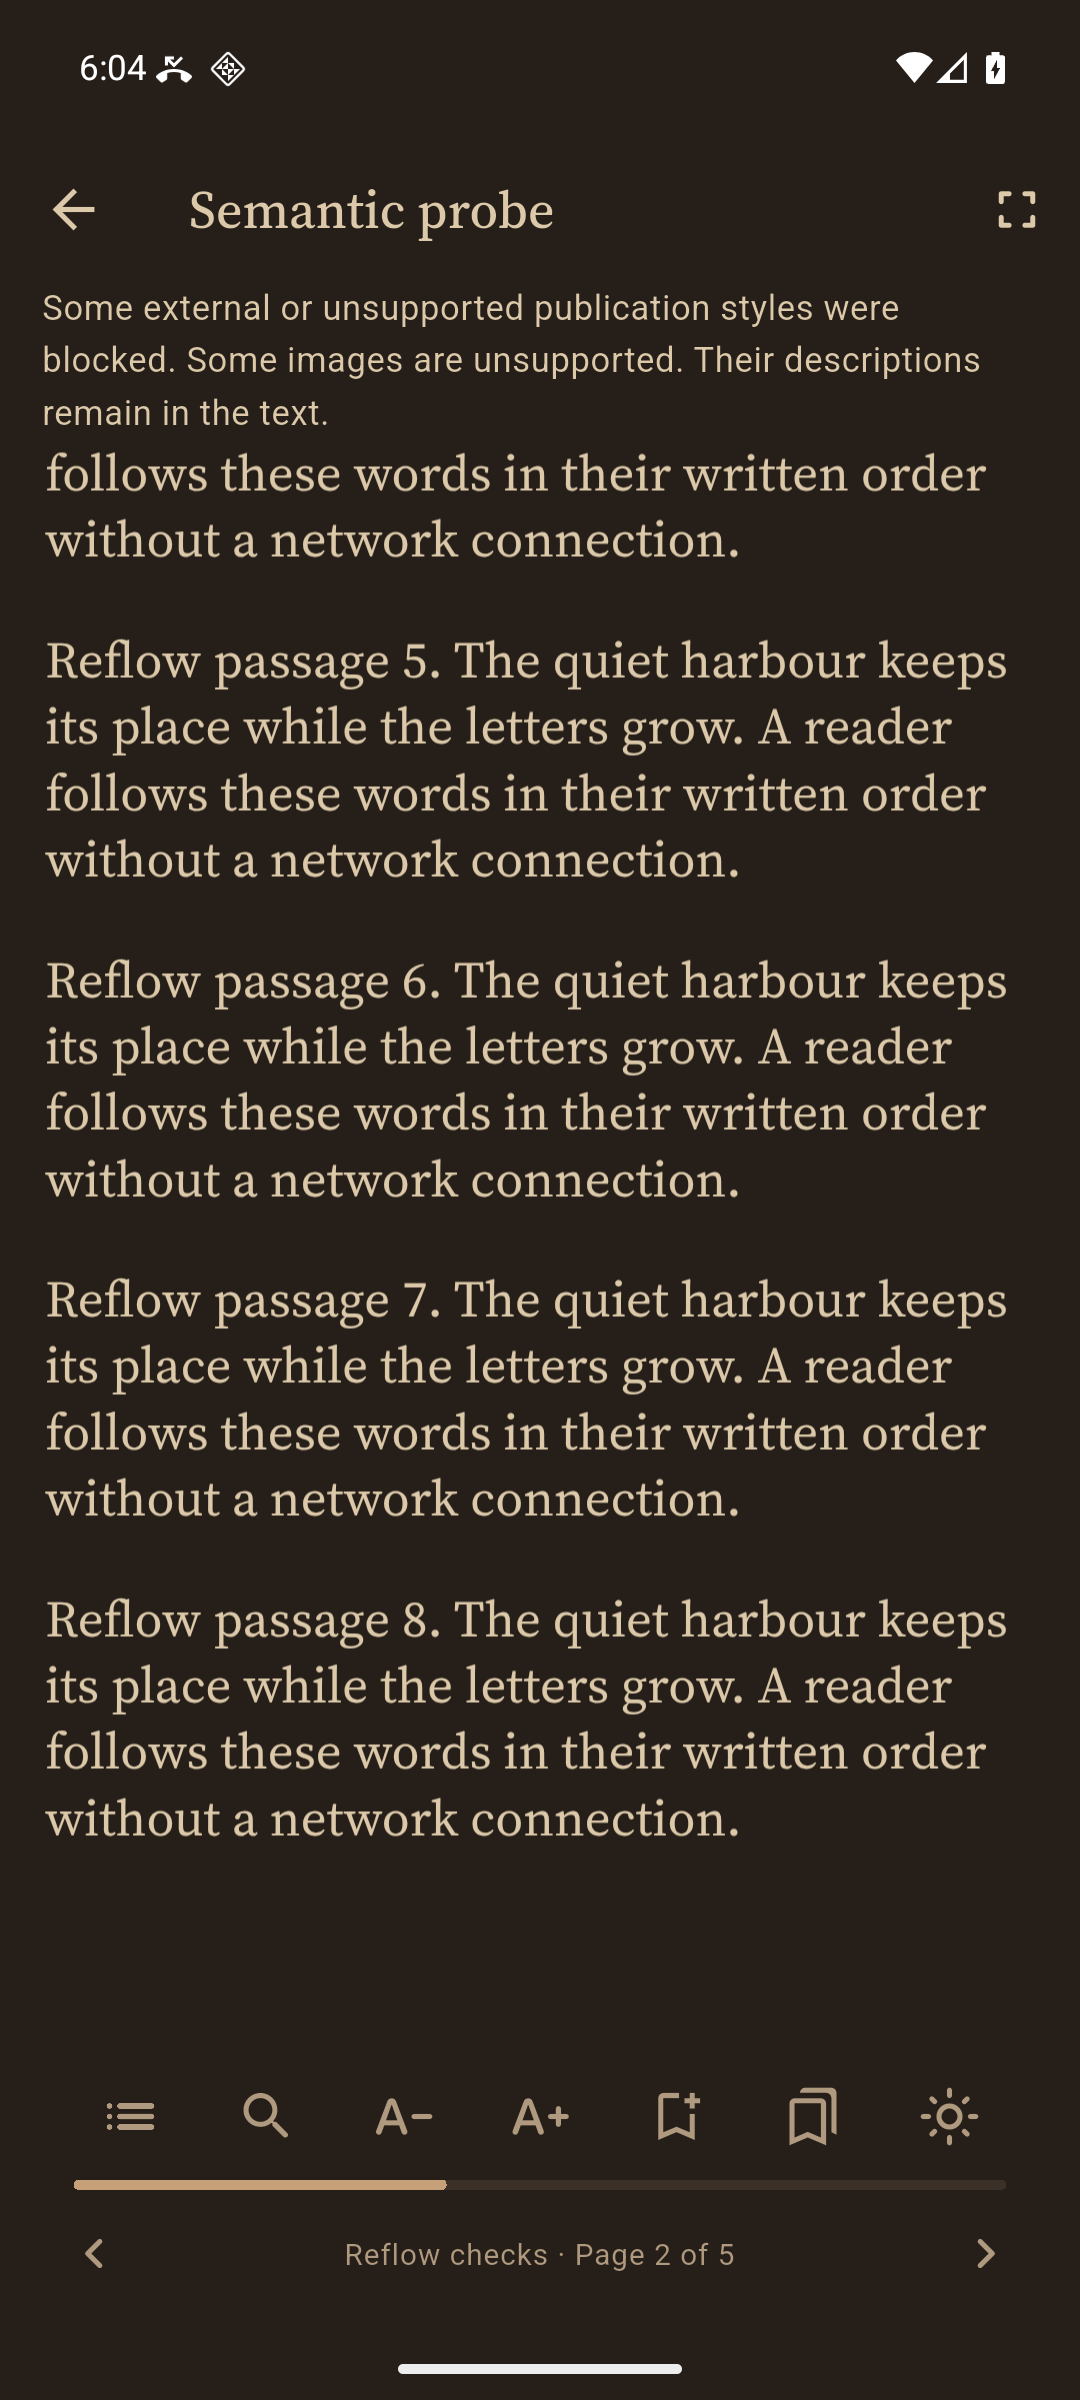 6:04
Semantic probe
Some external or unsupported publication styles were
blocked. Some images are unsupported. Their descriptions
remain in the text.
follows these words in their written order
without a network connection.
Reflow passage 5. The quiet harbour keeps
its place while the letters grow. A reader
follows these words in their written order
without a network connection.
Reflow passage 6. The quiet harbour keeps
its place while the letters grow. A reader
follows these words in their written order
without a network connection.
Reflow passage 7. The quiet harbour keeps
its place while the letters grow. A reader
follows these words in their written order
without a network connection.
Reflow passage 8. The quiet harbour keeps
its place while the letters grow. A reader
follows these words in their written order
without a network connection.
A− A+
Reflow checks · Page 2 of 5